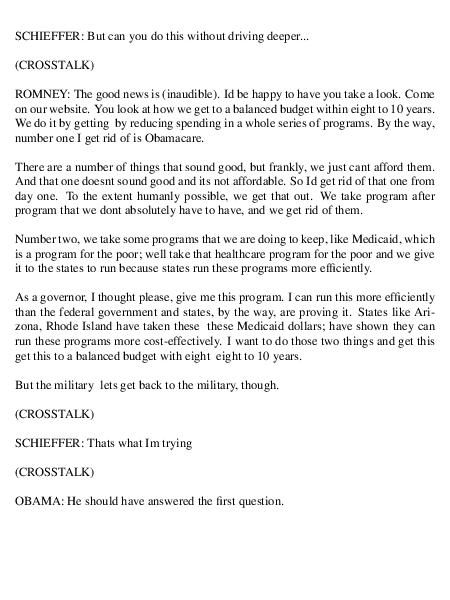 SCHIEFFER: But can you do this without driving deeper...
(CROSSTALK)
ROMNEY: The good news is (inaudible). Id be happy to have you take a look. Come
on our website. You look at how we get to a balanced budget within eight to 10 years.
We do it by getting  by reducing spending in a whole series of programs. By the way,
number one I get rid of is Obamacare.
There are a number of things that sound good, but frankly, we just cant afford them.
And that one doesnt sound good and its not affordable. So Id get rid of that one from
day one.  To the extent humanly possible, we get that out.  We take program after
program that we dont absolutely have to have, and we get rid of them.
Number two, we take some programs that we are doing to keep, like Medicaid, which
is a program for the poor; well take that healthcare program for the poor and we give
it to the states to run because states run these programs more efficiently.
As a governor, I thought please, give me this program. I can run this more efficiently
than the federal government and states, by the way, are proving it.  States like Ari-
zona, Rhode Island have taken these  these Medicaid dollars; have shown they can
run these programs more cost-effectively. I want to do those two things and get this
get this to a balanced budget with eight  eight to 10 years.
But the military  lets get back to the military, though.
(CROSSTALK)
SCHIEFFER: Thats what Im trying
(CROSSTALK)
OBAMA: He should have answered the first question.